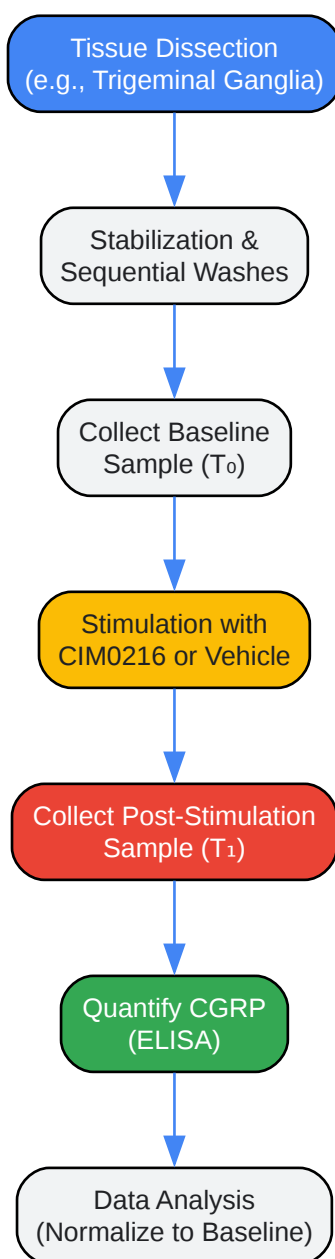 Tissue Dissection
(e.g., Trigeminal Ganglia)
Stabilization &
Sequential Washes
Collect Baseline
Sample (T₀)
Stimulation with
CIM0216 or Vehicle
Collect Post-Stimulation
Sample (T₁)
Quantify CGRP
(ELISA)
Data Analysis
(Normalize to Baseline)